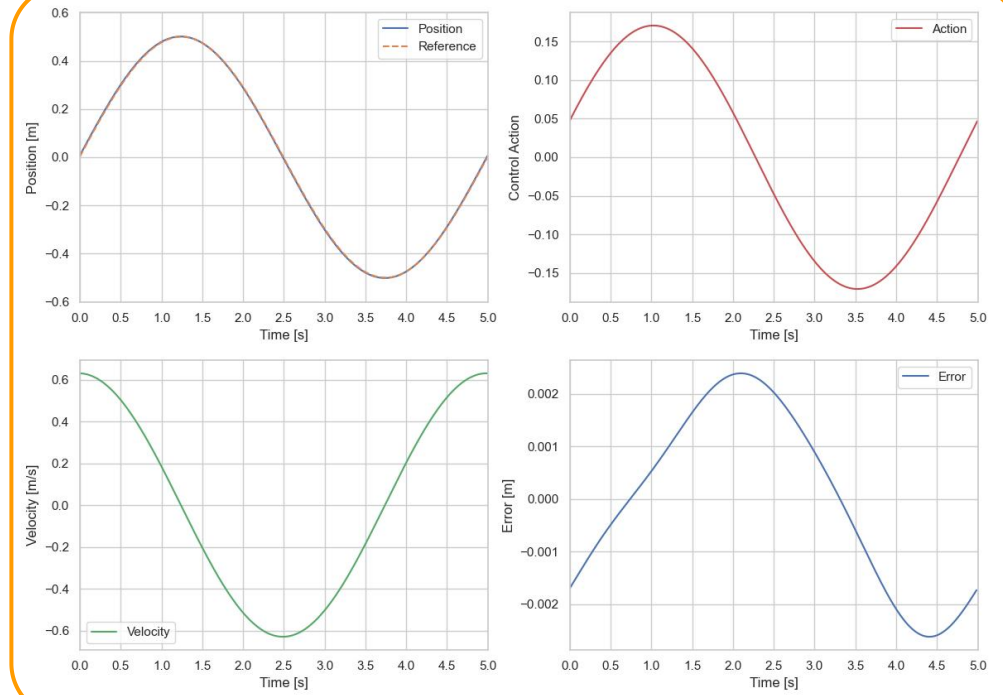 Position [m]
0.6
0.4
0.2
0.0
−0.2
−0.4
−0.6
Position
Reference
0.0 0.5 1.0 1.5 2.0 2.5 3.0 3.5 4.0 4.5 5.0
Time [s]
Control Action
0.15
0.10
0.05
0.00
−0.05
−0.10
−0.15
Action
0.0 0.5 1.0 1.5 2.0 2.5 3.0 3.5 4.0 4.5 5.0
Time [s]
Velocity [m/s]
0.6
0.4
0.2
0.0
−0.2
−0.4
−0.6
Velocity
0.0 0.5 1.0 1.5 2.0 2.5 3.0 3.5 4.0 4.5 5.0
Time [s]
Error [m]
0.002
0.001
0.000
−0.001
−0.002
Error
0.0 0.5 1.0 1.5 2.0 2.5 3.0 3.5 4.0 4.5 5.0
Time [s]